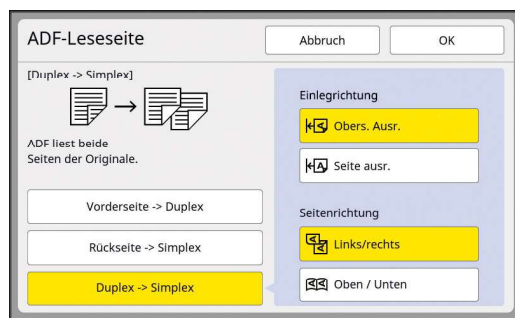 ADF-Leseseite
Abbruch
OK
[Duplex -> Simplex]
ADF liest beide
Seiten der Originale.
Vorderseite -> Duplex
Rückseite -> Simplex
Duplex -> Simplex
Einlegrichtung
Obers. Ausr.
Seite ausr.
Seitenrichtung
Links/rechts
Oben / Unten